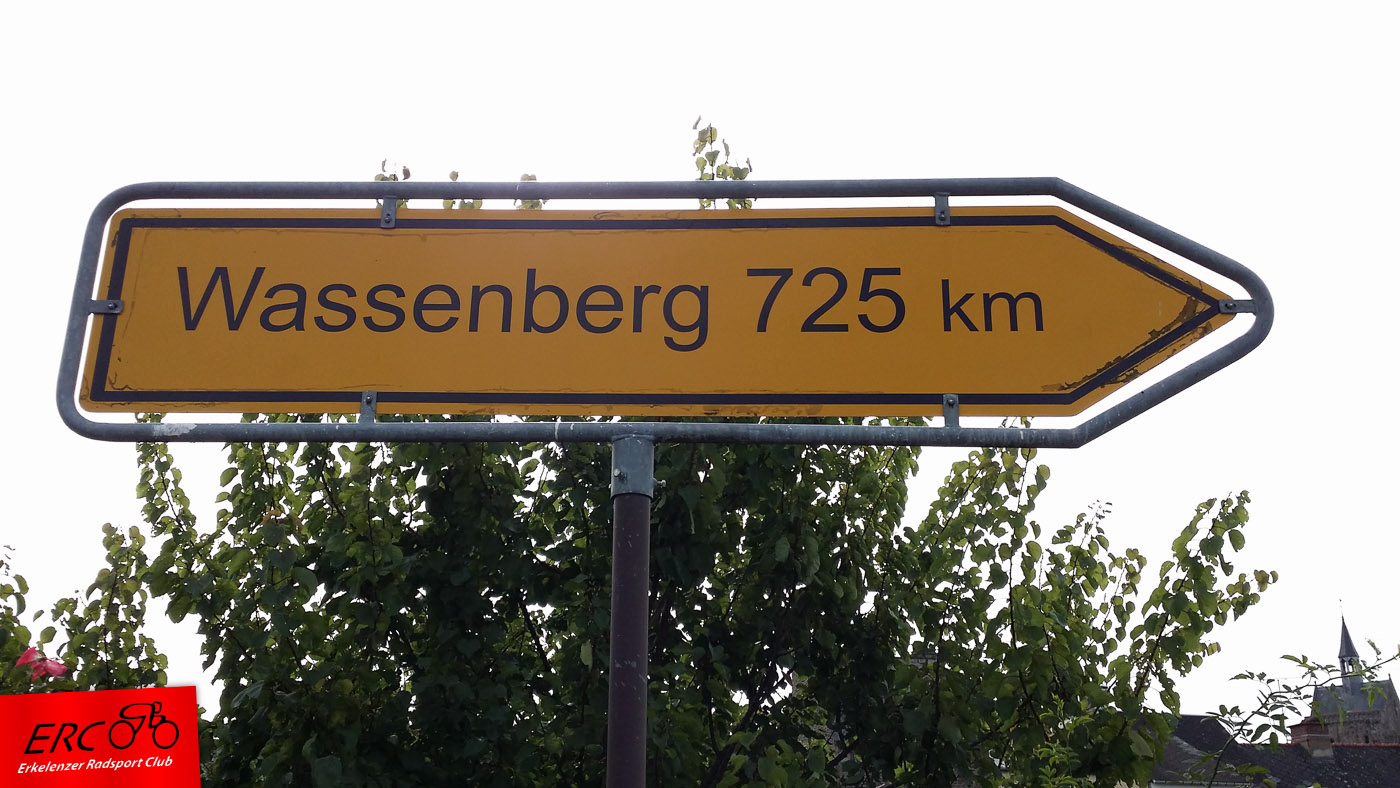 Wassenberg 725 km
ERC
Erkelenzer Radsport Club